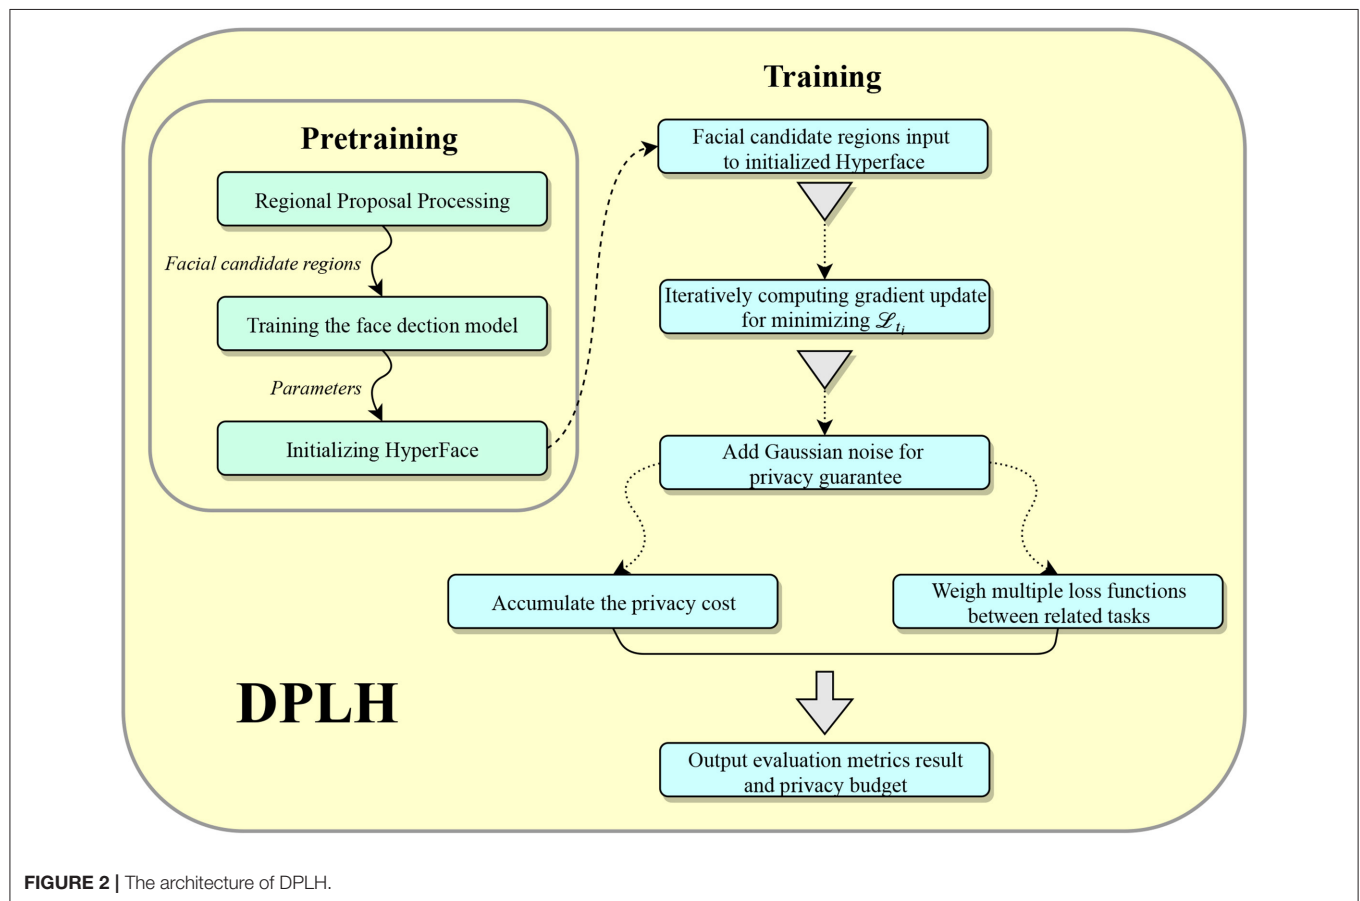 Training
Pretraining
Regional Proposal Processing
Facial candidate regions
Training the face dection model
Parameters
Initializing HyperFace
Facial candidate regions input
to initialized Hyperface
Iteratively computing gradient update
for minimizing ℒ_{t_i}
Add Gaussian noise for
privacy guarantee
Accumulate the privacy cost
Weigh multiple loss functions
between related tasks
DPLH
Output evaluation metrics result
and privacy budget
FIGURE 2 | The architecture of DPLH.